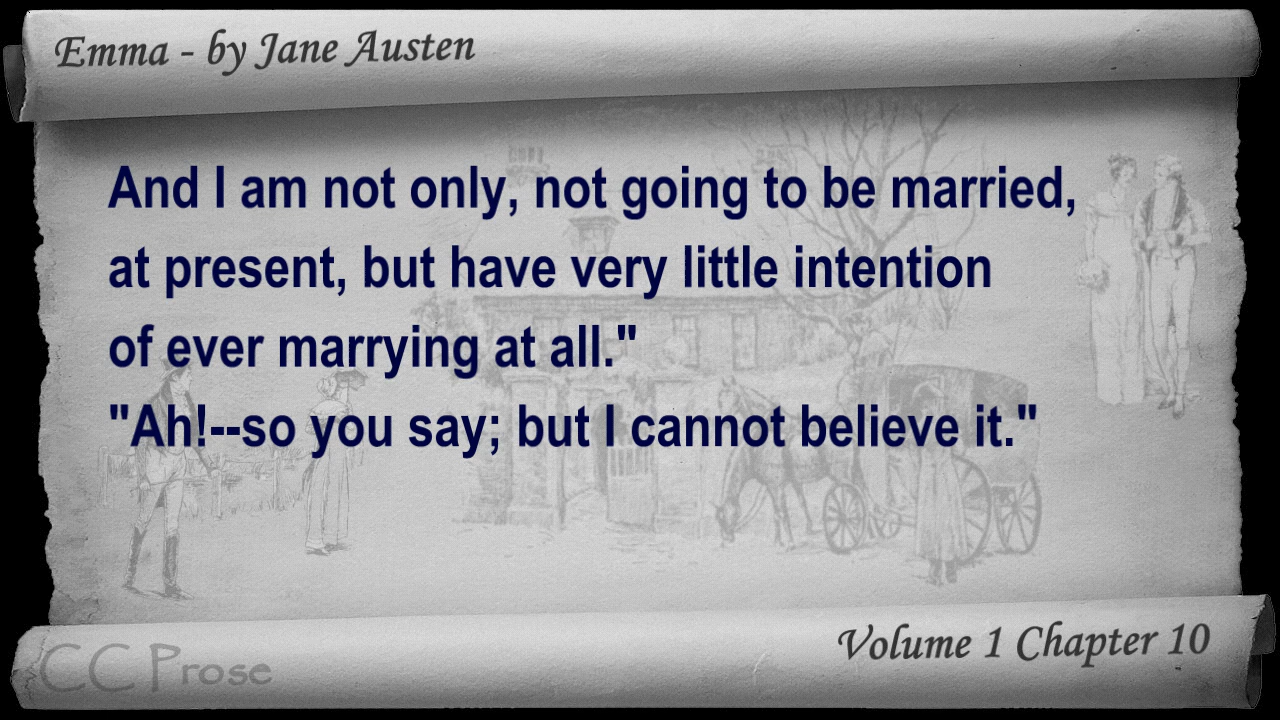 Emma - by Jane Austen
And I am not only, not going to be married,
at present, but have very little intention
of ever marrying at all."
"Ah!--so you say; but I cannot believe it."
Volume 1 Chapter 10
CC Prose